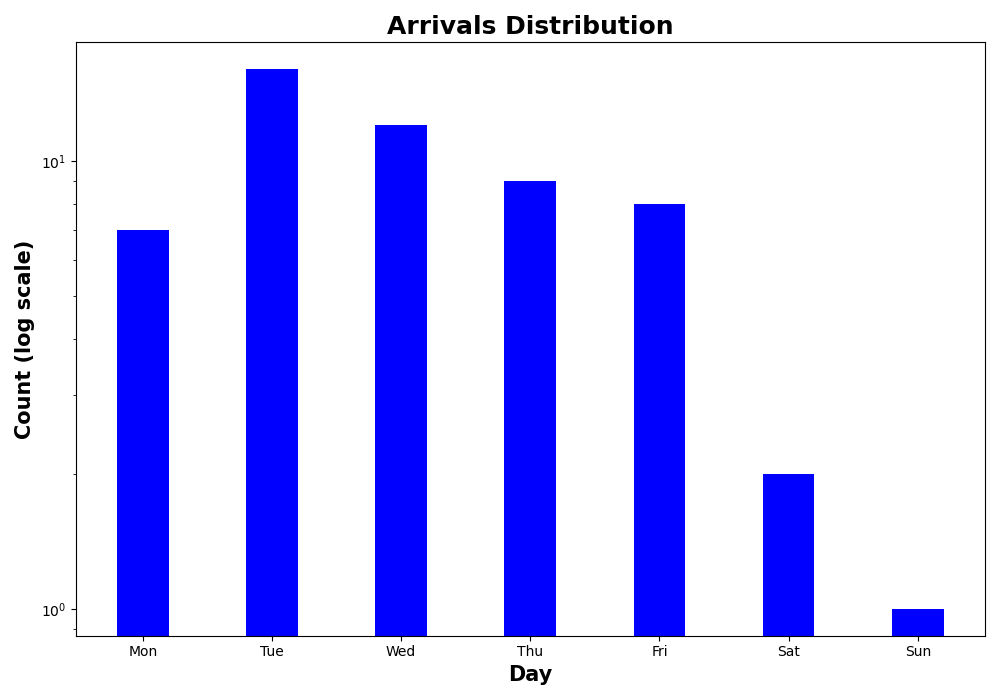 Arrivals Distribution
Count (log scale)
10¹
10⁰
Mon Tue Wed Thu Fri Sat Sun
Day